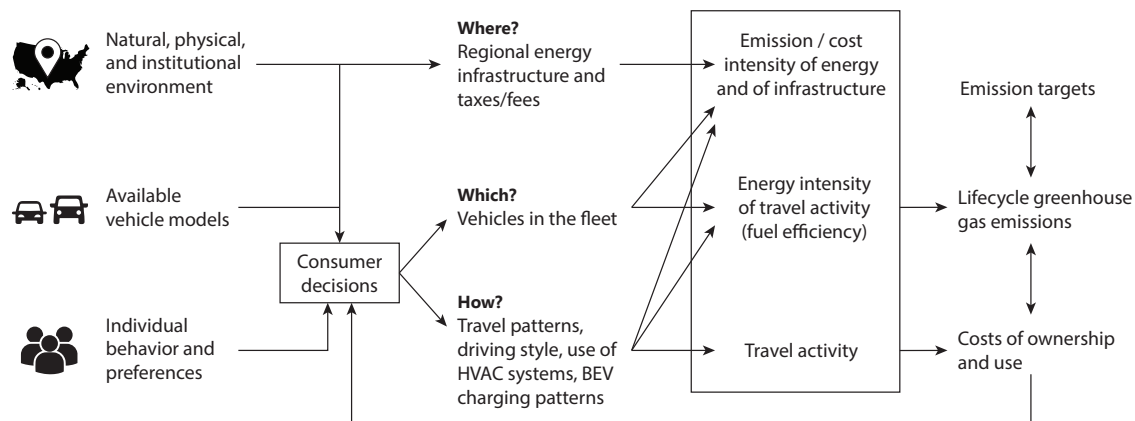 Natural, physical,
and institutional
environment
Where?
Regional energy
infrastructure and
taxes/fees
Emission / cost
intensity of energy
and of infrastructure
Emission targets
Available
vehicle models
Which?
Vehicles in the fleet
Energy intensity
of travel activity
(fuel efficiency)
Lifecycle greenhouse
gas emissions
Consumer
decisions
Individual
behavior and
preferences
How?
Travel patterns,
driving style, use of
HVAC systems, BEV
charging patterns
Travel activity
Costs of ownership
and use